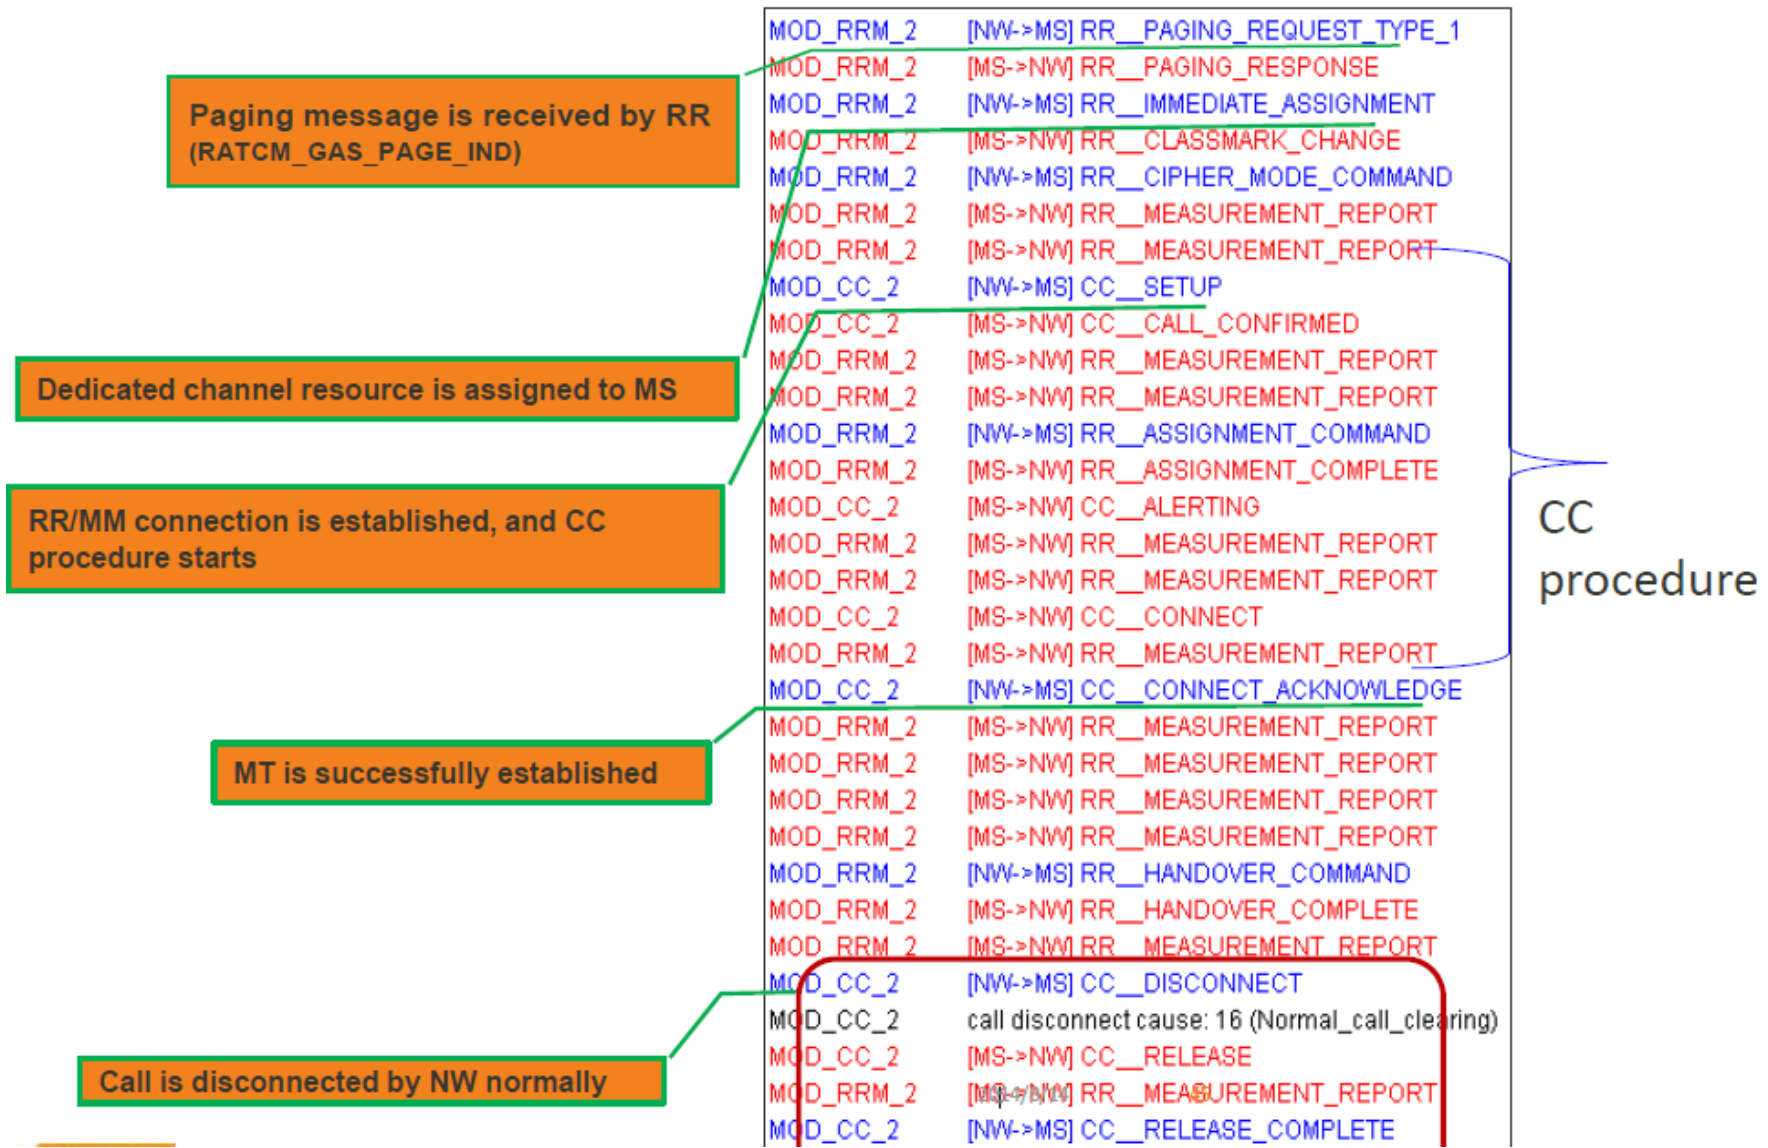 MOD_RRM_2 [NW->MS] RR__PAGING_REQUEST_TYPE_1
MOD_RRM_2 [MS->NW] RR__PAGING_RESPONSE
MOD_RRM_2 [NW->MS] RR__IMMEDIATE_ASSIGNMENT
MOD_RRM_2 [MS->NW] RR__CLASSMARK_CHANGE
MOD_RRM_2 [NW->MS] RR__CIPHER_MODE_COMMAND
MOD_RRM_2 [MS->NW] RR__MEASUREMENT_REPORT
MOD_RRM_2 [MS->NW] RR__MEASUREMENT_REPORT
MOD_CC_2 [NW->MS] CC__SETUP
MOD_CC_2 [MS->NW] CC__CALL_CONFIRMED
MOD_RRM_2 [MS->NW] RR__MEASUREMENT_REPORT
MOD_RRM_2 [MS->NW] RR__MEASUREMENT_REPORT
MOD_RRM_2 [NW->MS] RR__ASSIGNMENT_COMMAND
MOD_RRM_2 [MS->NW] RR__ASSIGNMENT_COMPLETE
MOD_CC_2 [MS->NW] CC__ALERTING
MOD_RRM_2 [MS->NW] RR__MEASUREMENT_REPORT
MOD_RRM_2 [MS->NW] RR__MEASUREMENT_REPORT
MOD_CC_2 [MS->NW] CC__CONNECT
MOD_RRM_2 [MS->NW] RR__MEASUREMENT_REPORT
MOD_CC_2 [NW->MS] CC__CONNECT_ACKNOWLEDGE
MOD_RRM_2 [MS->NW] RR__MEASUREMENT_REPORT
MOD_RRM_2 [MS->NW] RR__MEASUREMENT_REPORT
MOD_RRM_2 [MS->NW] RR__MEASUREMENT_REPORT
MOD_RRM_2 [MS->NW] RR__MEASUREMENT_REPORT
MOD_RRM_2 [NW->MS] RR__HANDOVER_COMMAND
MOD_RRM_2 [MS->NW] RR__HANDOVER_COMPLETE
MOD_RRM_2 [MS->NW] RR__MEASUREMENT_REPORT
MOD_CC_2 [NW->MS] CC__DISCONNECT
MOD_CC_2 call disconnect cause: 16 (Normal_call_clearing)
MOD_CC_2 [MS->NW] CC__RELEASE
MOD_RRM_2 [MS->NW] RR__MEASUREMENT_REPORT
MOD_CC_2 [NW->MS] CC__RELEASE_COMPLETE
Paging message is received by RR
(RATCM_GAS_PAGE_IND)
Dedicated channel resource is assigned to MS
RR/MM connection is established, and CC
procedure starts
MT is successfully established
Call is disconnected by NW normally
CC
procedure